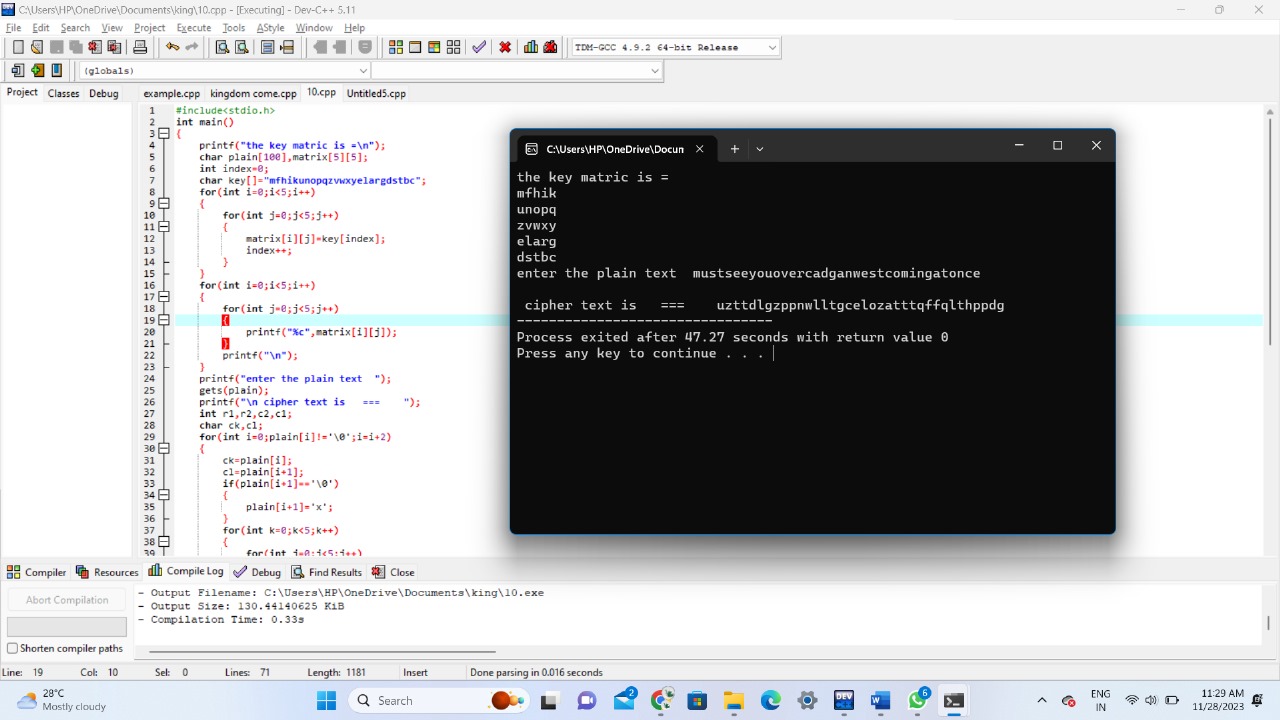 C:\Users\HP\OneDrive\Documents\king\10.cpp - [Executing] - Dev-C++ 5.11
File Edit Search View Project Execute Tools AStyle Window Help
TDM-GCC 4.9.2 64-bit Release
(globals)
Project Classes Debug
example.cpp kingdom come.cpp 10.cpp Untitled5.cpp
1 #include<stdio.h>
2 int main()
3 {
4 printf("the key matric is =\n");
5 char plain[100],matrix[5][5];
6 int index=0;
7 char key[]="mfhikunopqzvwxyelargdstbc";
8 for(int i=0;i<5;i++)
9 {
10 for(int j=0;j<5;j++)
11 {
12 matrix[i][j]=key[index];
13 index++;
14 }
15 }
16 for(int i=0;i<5;i++)
17 {
18 for(int j=0;j<5;j++)
19 {
20 printf("%c",matrix[i][j]);
21 }
22 printf("\n");
23 }
24 printf("enter the plain text  ");
25 gets(plain);
26 printf("\n cipher text is   ===    ");
27 int r1,r2,c2,c1;
28 char ck,cl;
29 for(int i=0;plain[i]!='\0';i=i+2)
30 {
31 ck=plain[i];
32 cl=plain[i+1];
33 if(plain[i+1]=='\0')
34 {
35 plain[i+1]='x';
36 }
37 for(int k=0;k<5;k++)
38 {
39 for(int j=0;j<5;j++)
C:\Users\HP\OneDrive\Docun
the key matric is =
mfhik
unopq
zvwxy
elarg
dstbc
enter the plain text  mustseeyouovercadganwestcomingatonce
cipher text is   ===    uzttdlgzppnwlltgcelozatttqffqlthppdg
--------------------------------
Process exited after 47.27 seconds with return value 0
Press any key to continue . . .
Compiler Resources Compile Log Debug Find Results Close
Abort Compilation
Shorten compiler paths
- Output Filename: C:\Users\HP\OneDrive\Documents\king\10.exe
- Output Size: 130.44140625 KiB
- Compilation Time: 0.33s
Line: 19 Col: 10 Sel: 0 Lines: 71 Length: 1181 Insert Done parsing in 0.016 seconds
28°C
Mostly cloudy
Search
2
6
ENG
IN
11:29 AM
11/28/2023